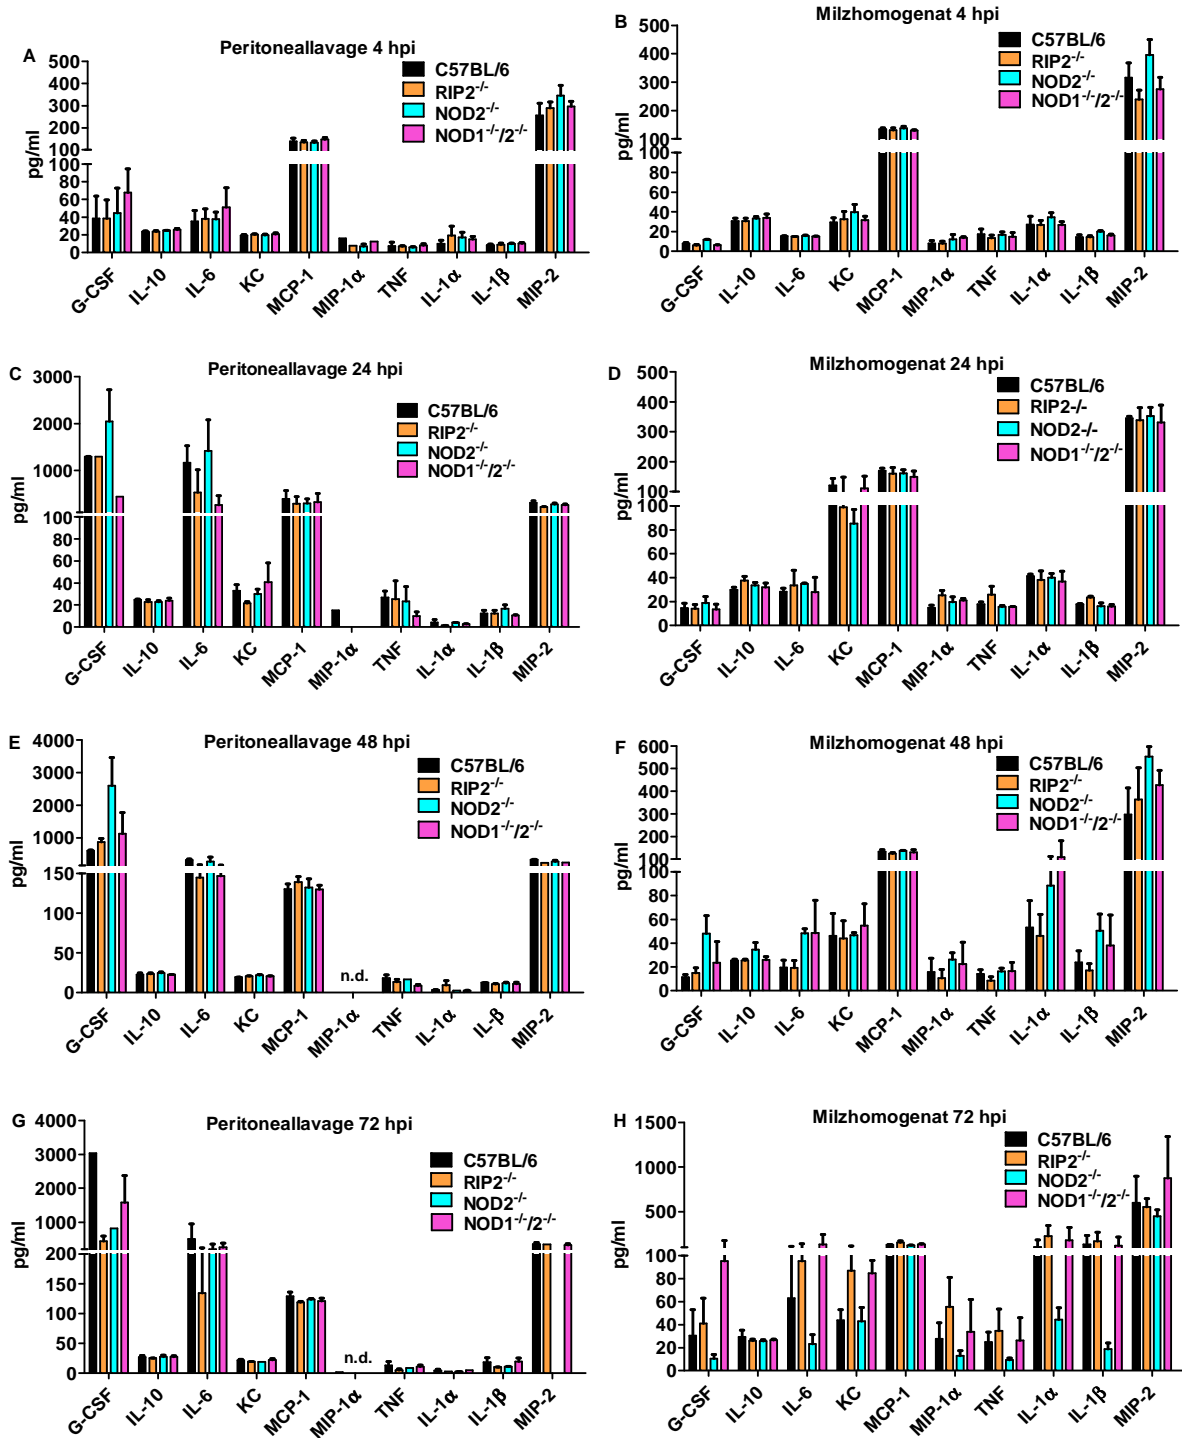 A
Peritoneallavage 4 hpi
C57BL/6
RIP2-/-
NOD2-/-
NOD1-/-/2-/-
pg/ml
500
400
300
200
100
100
80
60
40
20
0
G-CSF
IL-10
IL-6
KC
MCP-1
MIP-1α
TNF
IL-1α
IL-1β
MIP-2
B
Milzhomogenat 4 hpi
C57BL/6
RIP2-/-
NOD2-/-
NOD1-/-/2-/-
500
400
300
200
100
100
80
60
40
20
0
pg/ml
G-CSF
IL-10
IL-6
KC
MCP-1
MIP-1α
TNF
IL-1α
IL-1β
MIP-2
C
Peritoneallavage 24 hpi
C57BL/6
RIP2-/-
NOD2-/-
NOD1-/-/2-/-
pg/ml
3000
2000
1000
100
80
60
40
20
0
G-CSF
IL-10
IL-6
KC
MCP-1
MIP-1α
TNF
IL-1α
IL-1β
MIP-2
D
Milzhomogenat 24 hpi
C57BL/6
RIP2-/-
NOD2-/-
NOD1-/-/2-/-
pg/ml
500
400
300
200
100
100
80
60
40
20
0
G-CSF
IL-10
IL-6
KC
MCP-1
MIP-1α
TNF
IL-1α
IL-1β
MIP-2
E
Peritoneallavage 48 hpi
C57BL/6
RIP2-/-
NOD2-/-
NOD1-/-/2-/-
pg/ml
4000
3000
2000
1000
150
100
50
0
n.d.
G-CSF
IL-10
IL-6
KC
MCP-1
MIP-1α
TNF
IL-1α
IL-β
MIP-2
F
Milzhomogenat 48 hpi
C57BL/6
RIP2-/-
NOD2-/-
NOD1-/-/2-/-
pg/ml
600
500
400
300
200
100
100
80
60
40
20
0
G-CSF
IL-10
IL-6
KC
MCP-1
MIP-1α
TNF
IL-1α
IL-1β
MIP-2
G
Peritoneallavage 72 hpi
C57BL/6
RIP2-/-
NOD2-/-
NOD1-/-/2-/-
pg/ml
4000
3000
2000
1000
200
150
100
50
0
n.d.
G-CSF
IL-10
IL-6
KC
MCP-1
MIP-1α
TNF
IL-1α
IL-1β
MIP-2
H
Milzhomogenat 72 hpi
C57BL/6
RIP2-/-
NOD2-/-
NOD1-/-/2-/-
pg/ml
1500
1000
500
100
80
60
40
20
0
G-CSF
IL-10
IL-6
KC
MCP-1
MIP-1α
TNF
IL-1α
IL-1β
MIP-2